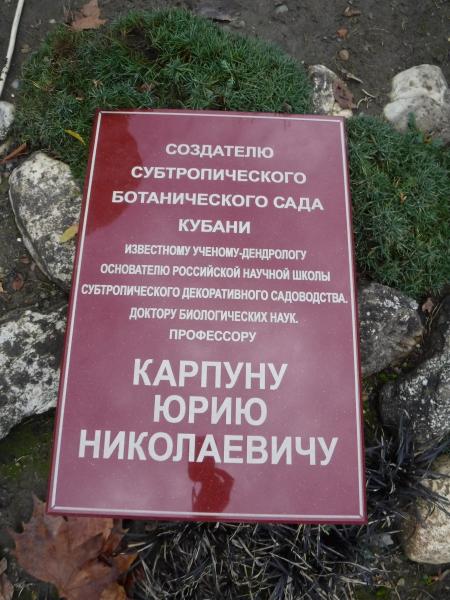 СОЗДАТЕЛЮ
СУБТРОПИЧЕСКОГО
БОТАНИЧЕСКОГО САДА
КУБАНИ
ИЗВЕСТНОМУ УЧЕНОМУ-ДЕНДРОЛОГУ
ОСНОВАТЕЛЮ РОССИЙСКОЙ НАУЧНОЙ ШКОЛЫ
СУБТРОПИЧЕСКОГО ДЕКОРАТИВНОГО САДОВОДСТВА.
ДОКТОРУ БИОЛОГИЧЕСКИХ НАУК.
ПРОФЕССОРУ
КАРПУНУ
ЮРИЮ
НИКОЛАЕВИЧУ